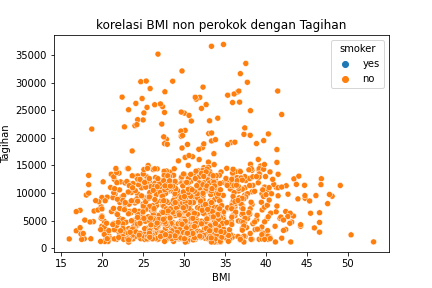 korelasi BMI non perokok dengan Tagihan
smoker
yes
no
35000
30000
25000
20000
15000
10000
5000
0
Tagihan
15 20 25 30 35 40 45 50
BMI